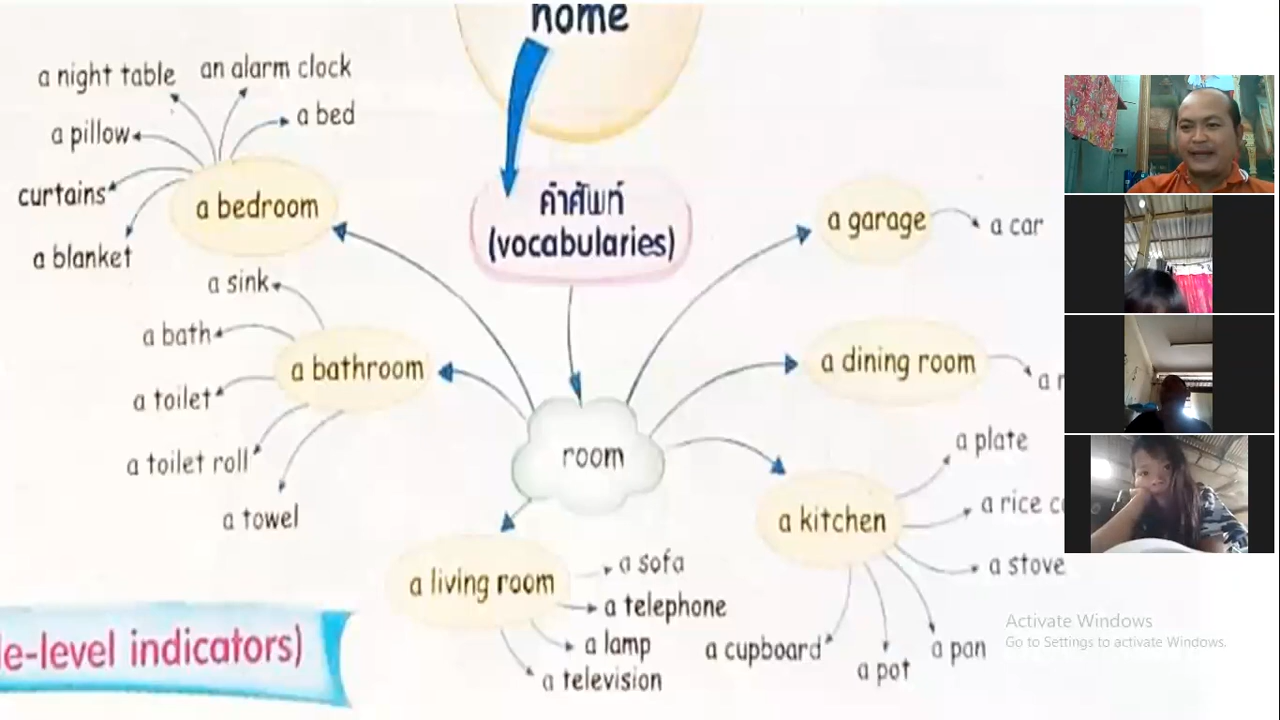 home
คำศัพท์
(vocabularies)
room
a bedroom
a night table
an alarm clock
a bed
a pillow
curtains
a blanket
a bathroom
a sink
a bath
a toilet
a toilet roll
a towel
a living room
a sofa
a telephone
a lamp
a television
a garage
a car
a dining room
a
a kitchen
a plate
a rice
a stove
a pan
a pot
a cupboard
level indicators)
Activate Windows
Go to Settings to activate Windows.